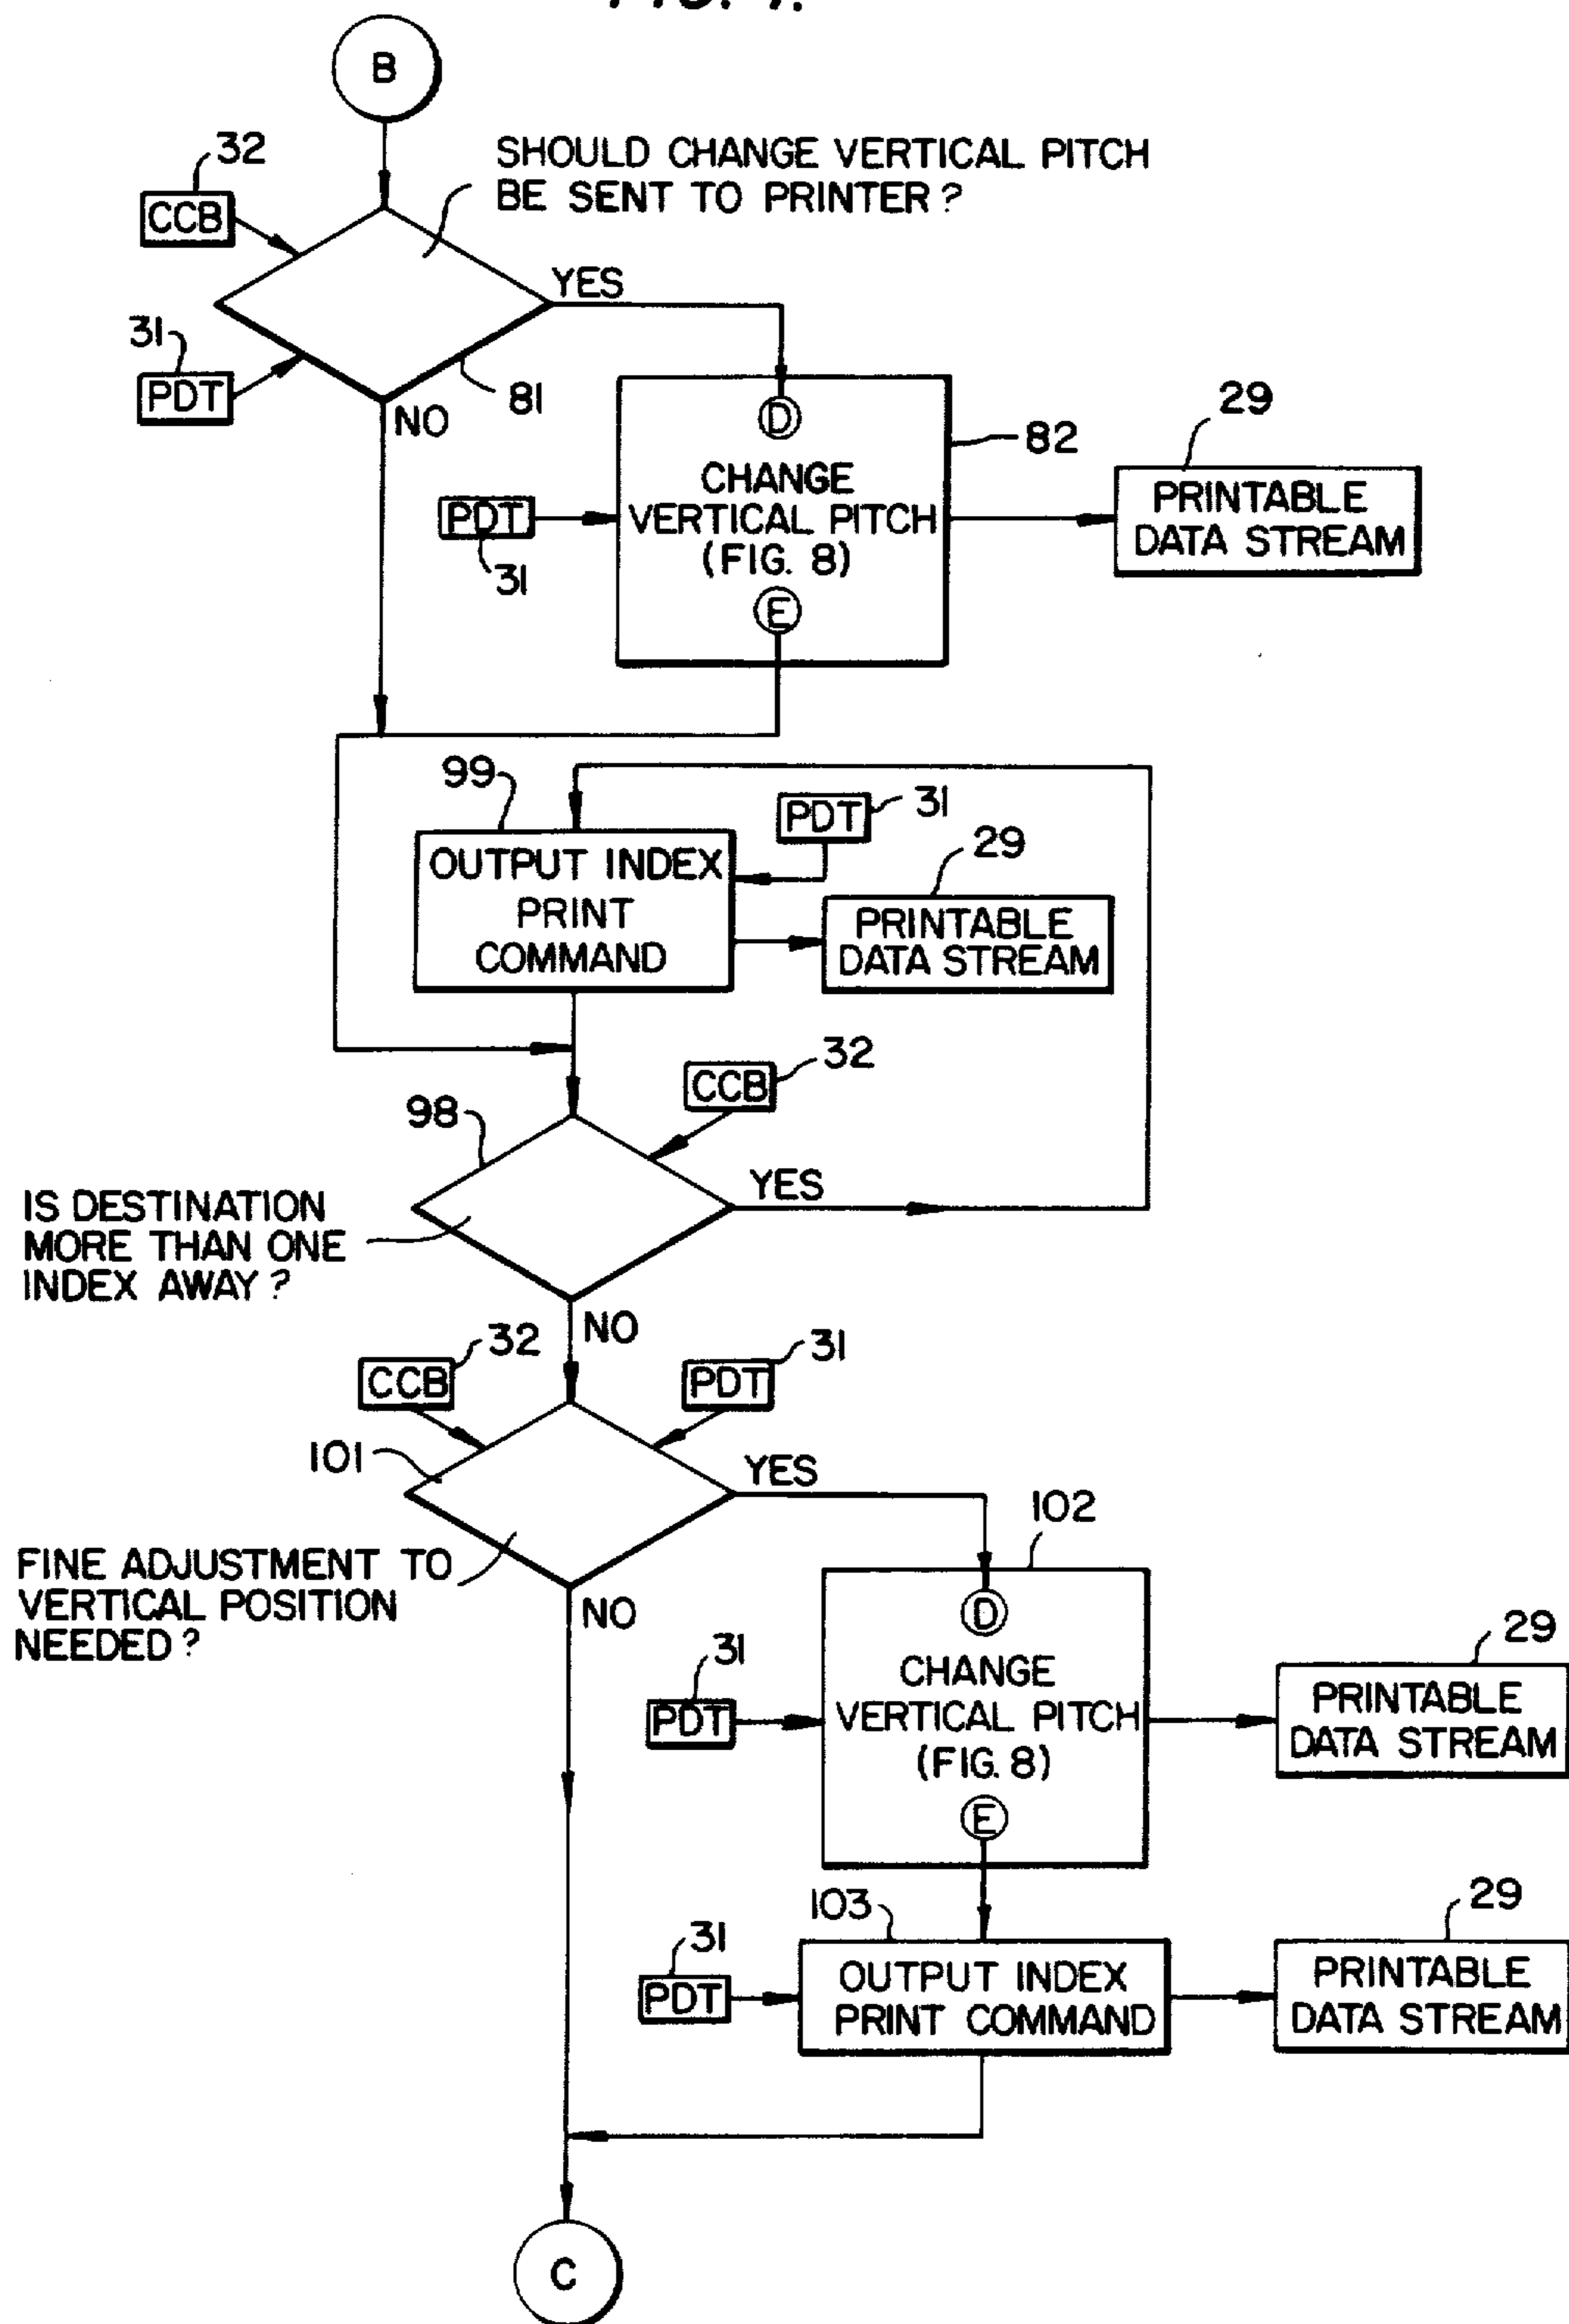 B
32
SHOULD CHANGE VERTICAL PITCH
BE SENT TO PRINTER?
CCB
YES
31
PDT
81
NO
D
82
29
CHANGE
VERTICAL PITCH
(FIG. 8)
PDT
31
PRINTABLE
DATA STREAM
E
99
PDT
31
OUTPUT INDEX
PRINT
COMMAND
29
PRINTABLE
DATA STREAM
32
CCB
98
YES
IS DESTINATION
MORE THAN ONE
INDEX AWAY?
NO
32
CCB
31
PDT
101
YES
102
FINE ADJUSTMENT TO
VERTICAL POSITION
NEEDED?
NO
D
31
PDT
CHANGE
VERTICAL PITCH
(FIG. 8)
29
PRINTABLE
DATA STREAM
E
103
31
PDT
OUTPUT INDEX
PRINT COMMAND
29
PRINTABLE
DATA STREAM
C